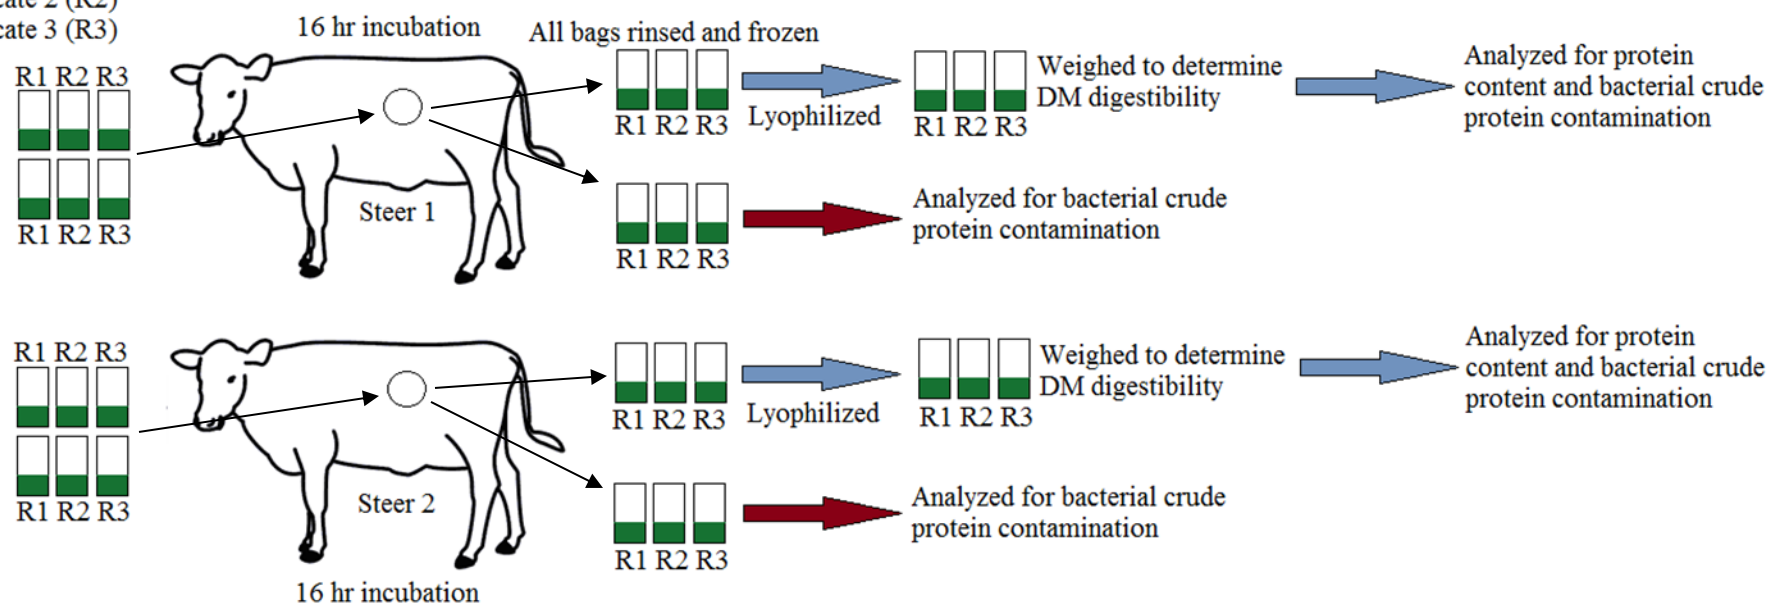 cate 3 (R3)
16 hr incubation
All bags rinsed and frozen
R1 R2 R3
R1 R2 R3
Steer 1
R1 R2 R3
Lyophilized
R1 R2 R3
Weighed to determine
DM digestibility
Analyzed for protein
content and bacterial crude
protein contamination
R1 R2 R3
Analyzed for bacterial crude
protein contamination
R1 R2 R3
R1 R2 R3
Steer 2
16 hr incubation
R1 R2 R3
Lyophilized
R1 R2 R3
Weighed to determine
DM digestibility
Analyzed for protein
content and bacterial crude
protein contamination
R1 R2 R3
Analyzed for bacterial crude
protein contamination